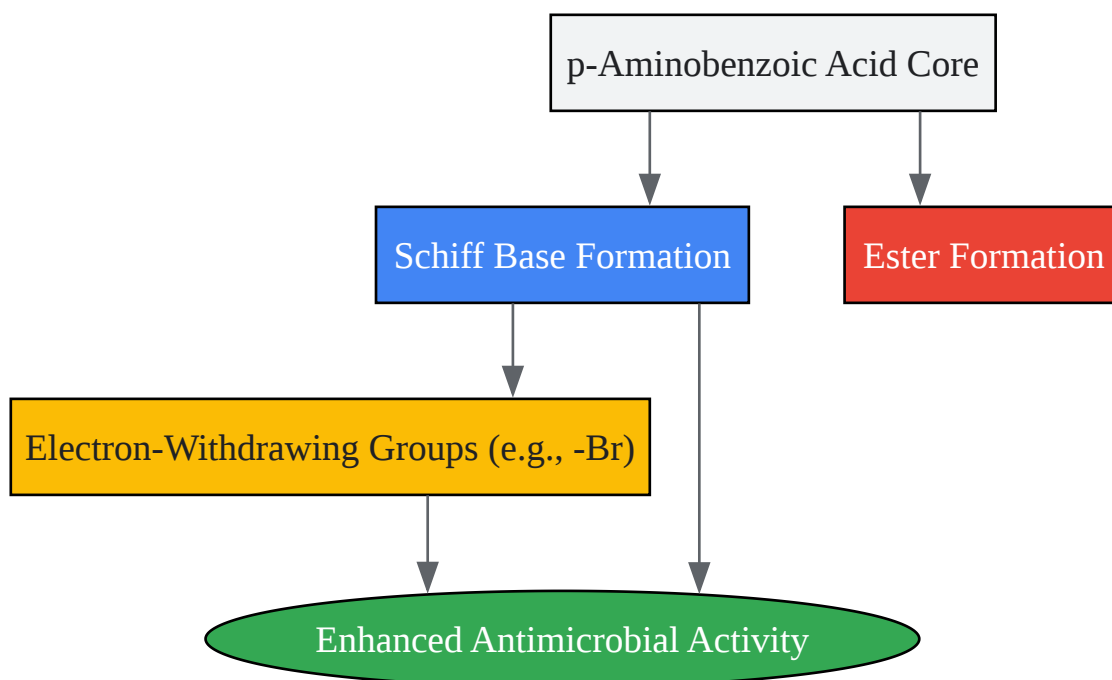 p-Aminobenzoic Acid Core
Schiff Base Formation
Ester Formation
Electron-Withdrawing Groups (e.g., -Br)
Enhanced Antimicrobial Activity